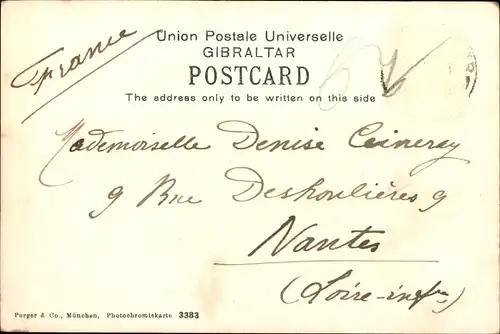 France
Union Postale Universelle
GIBRALTAR
POSTCARD
The address only to be written on this side
Mademoiselle Denise
9 Rue Deshoulières 9
Nantes
(Loire-infre
Purger & Co., München, Photochromiekarte 3383